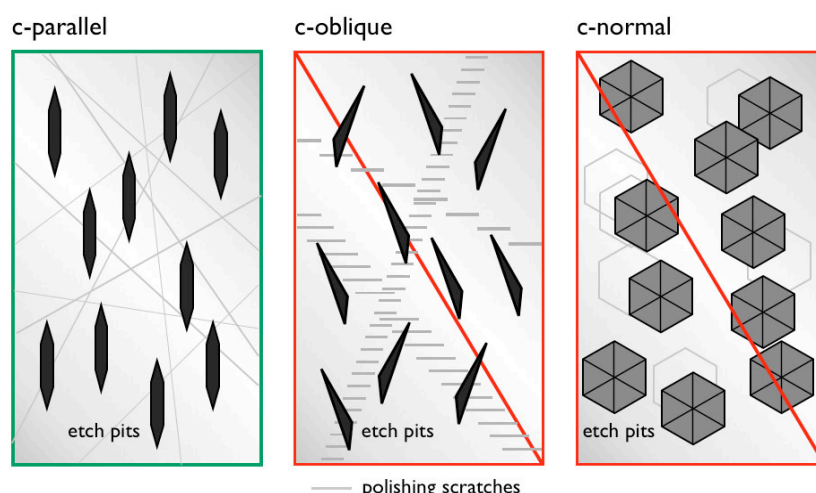 c-parallel
c-oblique
c-normal
etch pits
etch pits
etch pits
polishing scratches